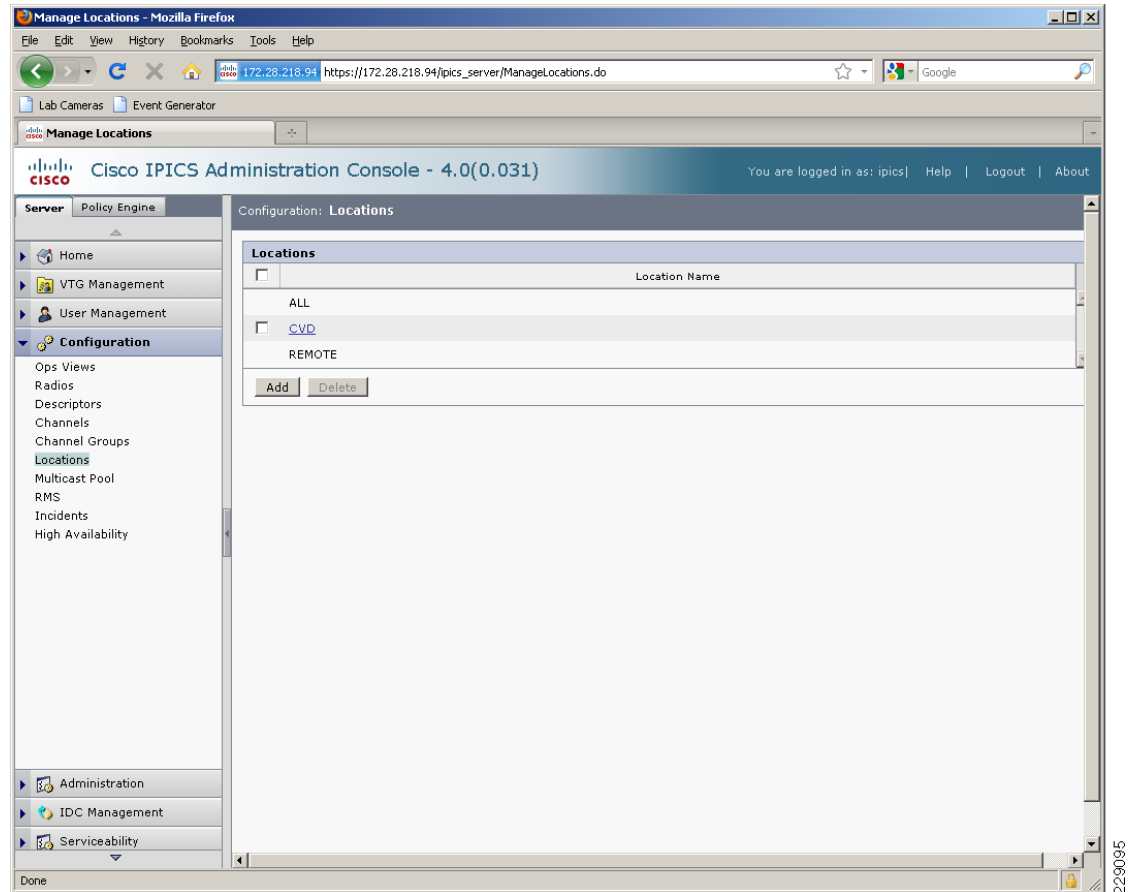 Manage Locations - Mozilla Firefox
File Edit View History Bookmarks Tools Help
172.28.218.94 https://172.28.218.94/ipics_server/ManageLocations.do Google
Lab Cameras Event Generator
Manage Locations
CISCO Cisco IPICS Administration Console - 4.0(0.031) You are logged in as: ipics| Help | Logout | About
Server Policy Engine
Configuration: Locations
Home
VTG Management
User Management
Configuration
Ops Views
Radios
Descriptors
Channels
Channel Groups
Locations
Multicast Pool
RMS
Incidents
High Availability
Administration
IDC Management
Serviceability
Locations
Location Name
ALL
CVD
REMOTE
Add Delete
Done
229095